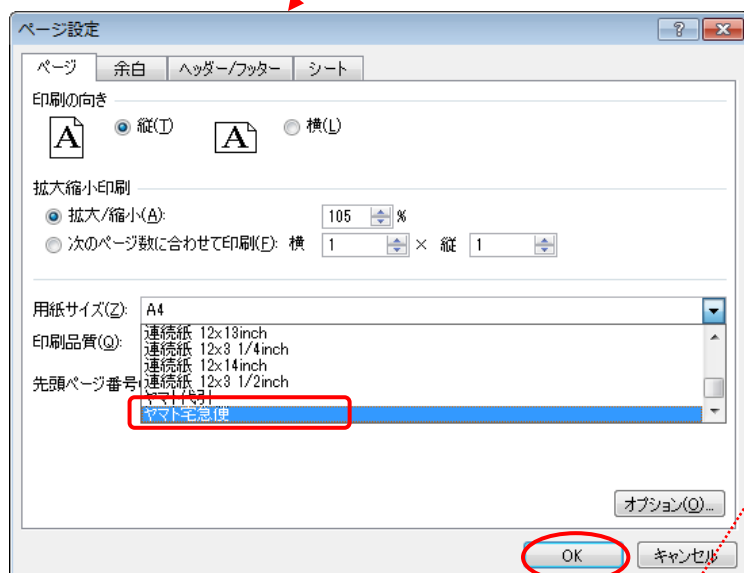 ページ設定
ページ 余白 ヘッダー/フッター シート
印刷の向き
A 縦(T) A 横(L)
拡大縮小印刷
拡大/縮小(A): 105 %
次のページ数に合わせて印刷(F): 横 1 × 縦 1
用紙サイズ(Z): A4
連続紙 12x13inch
印刷品質(Q): 連続紙 12x3 1/4inch
連続紙 12x14inch
先頭ページ番号 連続紙 12x3 1/2inch
ヤマト代引
ヤマト宅急便
オプション(O)...
OK キャンセル